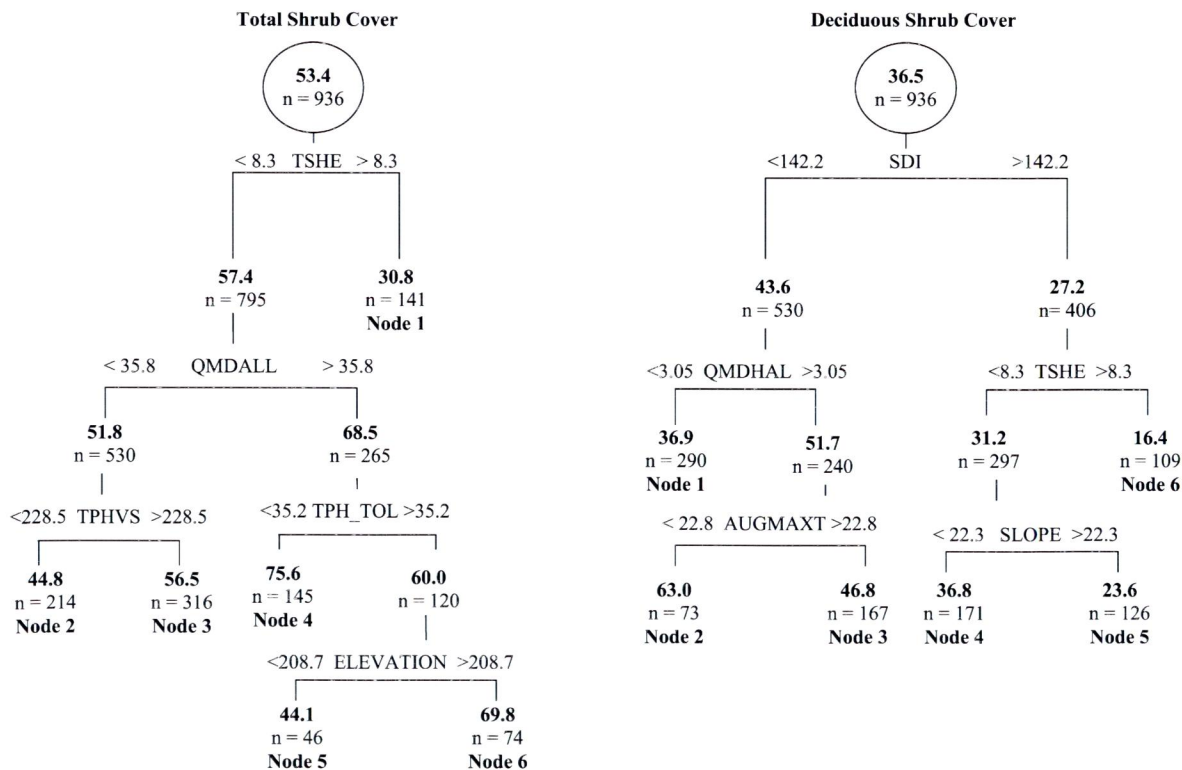 Total Shrub Cover
53.4
n = 936
< 8.3 TSHE > 8.3
57.4
n = 795
30.8
n = 141
Node 1
< 35.8 QMDALL > 35.8
51.8
n = 530
68.5
n = 265
<228.5 TPHVS >228.5
<35.2 TPH_TOL >35.2
44.8
n = 214
Node 2
56.5
n = 316
Node 3
75.6
n = 145
Node 4
60.0
n = 120
<208.7 ELEVATION >208.7
44.1
n = 46
Node 5
69.8
n = 74
Node 6
Deciduous Shrub Cover
36.5
n = 936
<142.2 SDI >142.2
43.6
n = 530
27.2
n= 406
<3.05 QMDHAL >3.05
<8.3 TSHE >8.3
36.9
n = 290
Node 1
51.7
n = 240
31.2
n = 297
16.4
n = 109
Node 6
< 22.8 AUGMAXT >22.8
< 22.3 SLOPE >22.3
63.0
n = 73
Node 2
46.8
n = 167
Node 3
36.8
n = 171
Node 4
23.6
n = 126
Node 5